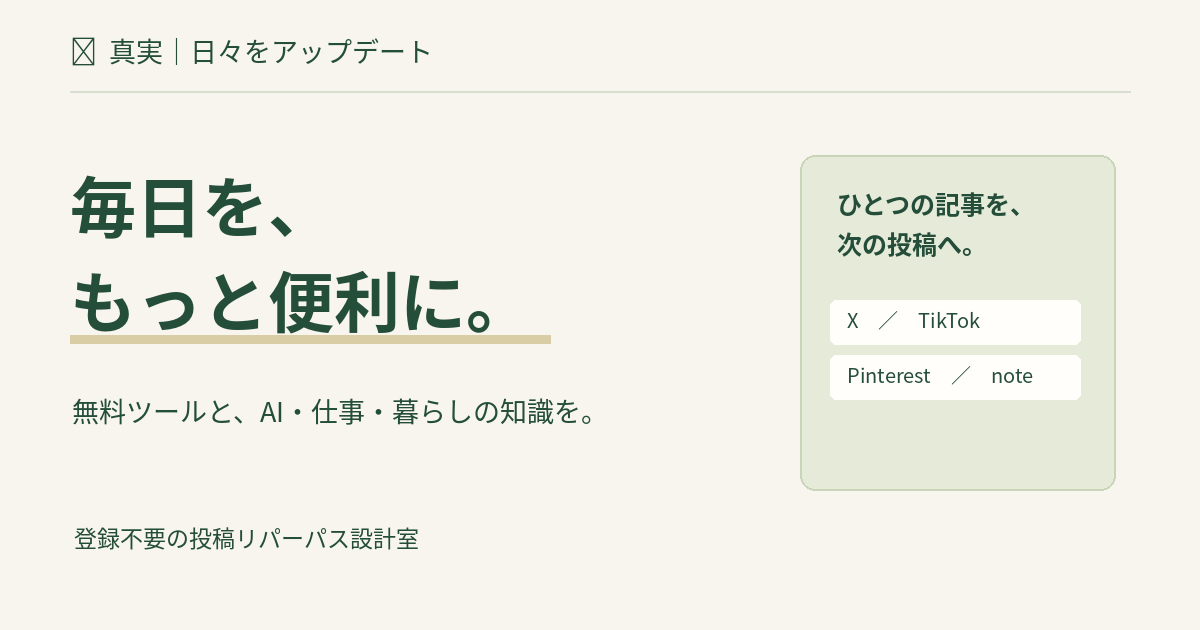 真実｜日々をアップデート
毎日を、
もっと便利に。
無料ツールと、AI・仕事・暮らしの知識を。
登録不要の投稿リパーパス設計室
ひとつの記事を、
次の投稿へ。
X ／ TikTok
Pinterest ／ note